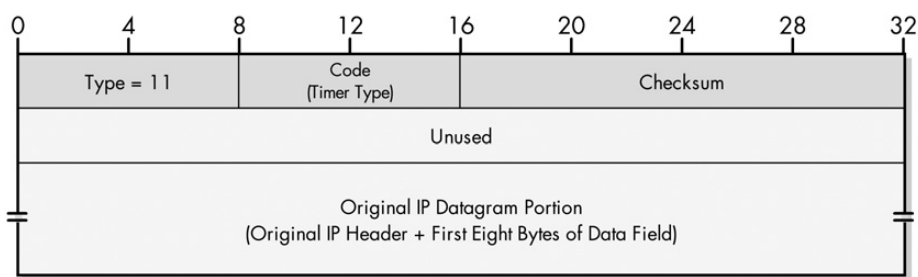 0 4 8 12 16 20 24 28 32
Type = 11
Code
(Timer Type)
Checksum
Unused
Original IP Datagram Portion
(Original IP Header + First Eight Bytes of Data Field)